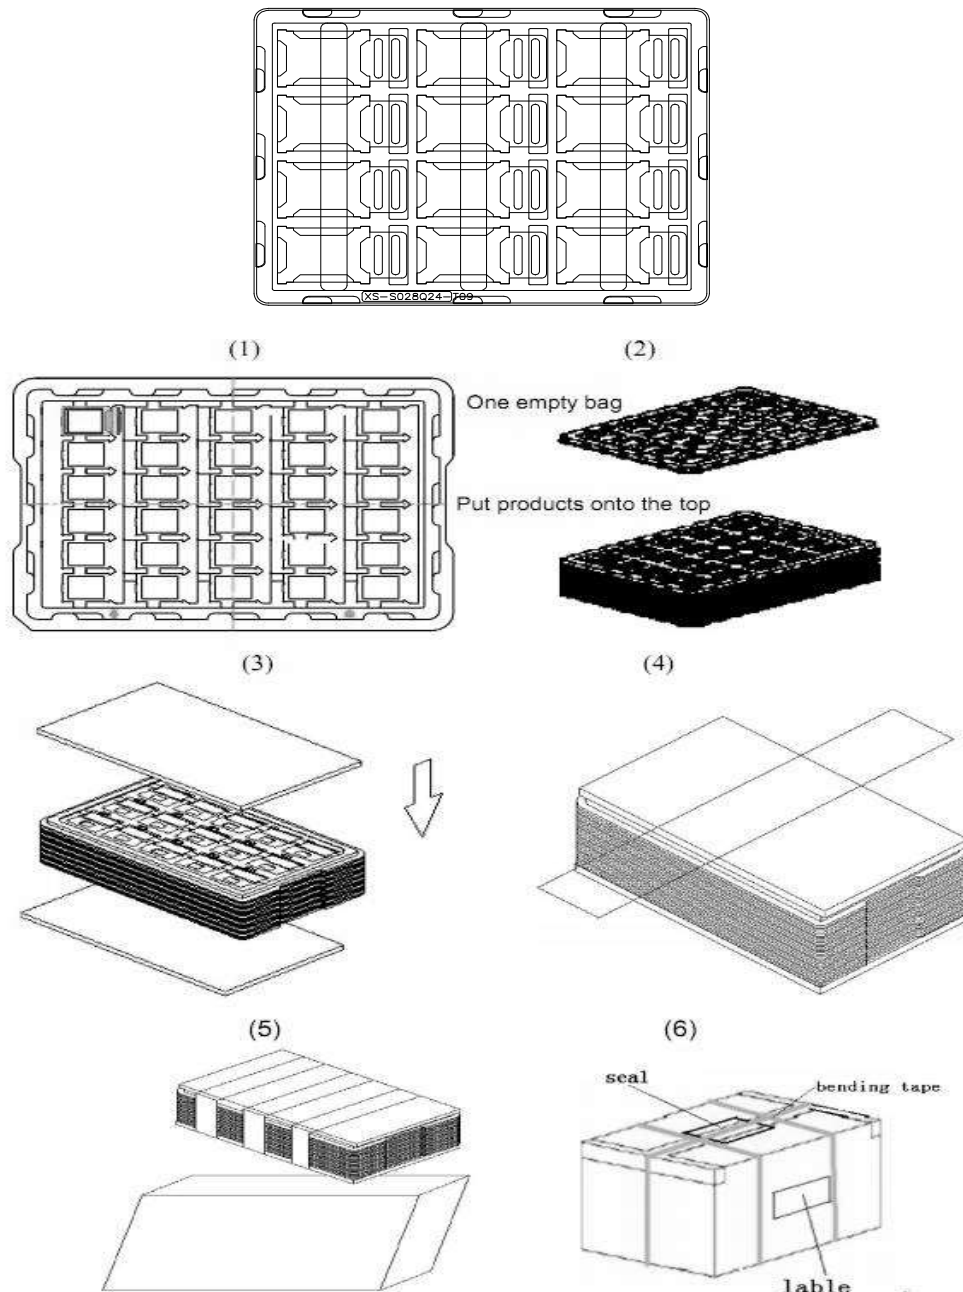 XS-S028Q24-T09
(1)
(2)
One empty bag
Put products onto the top
(3)
(4)
(5)
(6)
seal
bending tape
lable